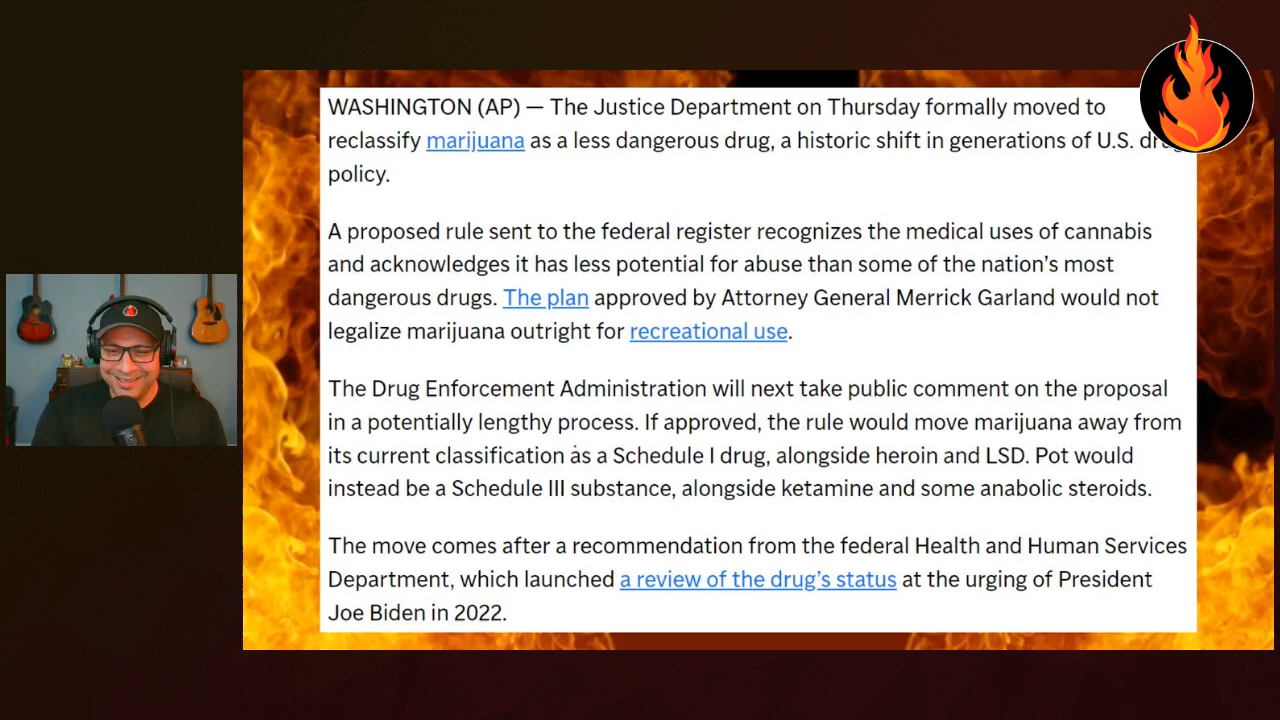 WASHINGTON (AP) — The Justice Department on Thursday formally moved to
reclassify marijuana as a less dangerous drug, a historic shift in generations of U.S. drug
policy.
A proposed rule sent to the federal register recognizes the medical uses of cannabis
and acknowledges it has less potential for abuse than some of the nation's most
dangerous drugs. The plan approved by Attorney General Merrick Garland would not
legalize marijuana outright for recreational use.
The Drug Enforcement Administration will next take public comment on the proposal
in a potentially lengthy process. If approved, the rule would move marijuana away from
its current classification as a Schedule I drug, alongside heroin and LSD. Pot would
instead be a Schedule III substance, alongside ketamine and some anabolic steroids.
The move comes after a recommendation from the federal Health and Human Services
Department, which launched a review of the drug's status at the urging of President
Joe Biden in 2022.